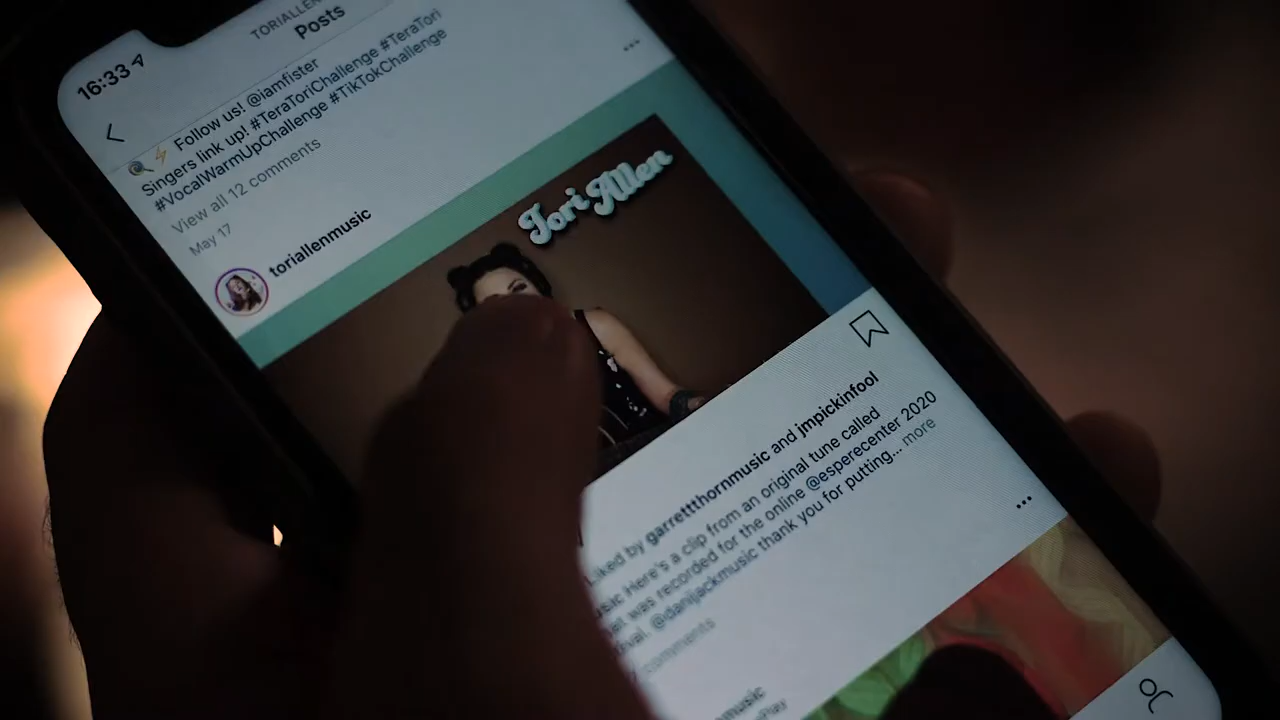 TORIALLEN
Posts
16:33
Follow us! @iamfister
Singers link up! #TeraToriChallenge #TeraTori
#VocalWarmUpChallenge #TikTokChallenge
View all 12 comments
May 17
toriallenmusic
Tori Allen
Liked by garrettthornmusic and jmpickinfool
Here's a clip from an original tune called
was recorded for the online @esperecenter 2020
@danijackmusic thank you for putting... more
comments